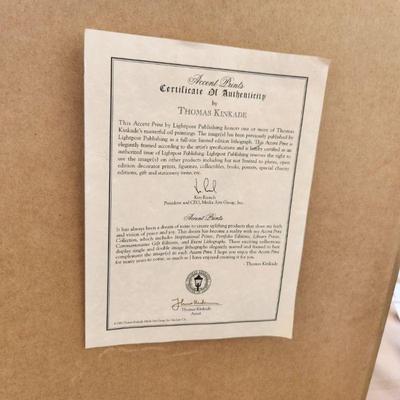 Accent Prints
Certificate Of Authenticity
by
THOMAS KINKADE
This Accent Print by Lightpost Publishing honors one or more of Thomas
Kinkade's masterful oil paintings. The image(s) has been previously published by
Lightpost Publishing as a full-size limited edition lithograph. This Accent Print is
elegantly framed according to the artist's specifications and is hereby certified as an
authorized issue of Lightpost Publishing. Lightpost Publishing reserves the right to
use the image(s) on other products including but not limited to plates, open
edition decorator prints, figurines, collectibles, books, posters, special charity
editions, gift and stationery items, etc.
Ken Raasch
President and CEO, Media Arts Group, Inc.
Accent Prints
It has always been a dream of mine to create uplifting products that share my faith
and vision of peace and joy. This dream has become a reality with my Accent Print
Collection, which includes Inspirational Prints, Portfolio Editions, Library Prints,
Commemorative Gift Editions, and Event Lithographs. These exciting collections
display single and double image lithographs elegantly matted and framed to best
complement the image(s) in each Accent Print. I hope you enjoy this Accent Print
for many years to come, as much as I have enjoyed creating it for you.
- Thomas Kinkade
Thomas Kinkade
Artist